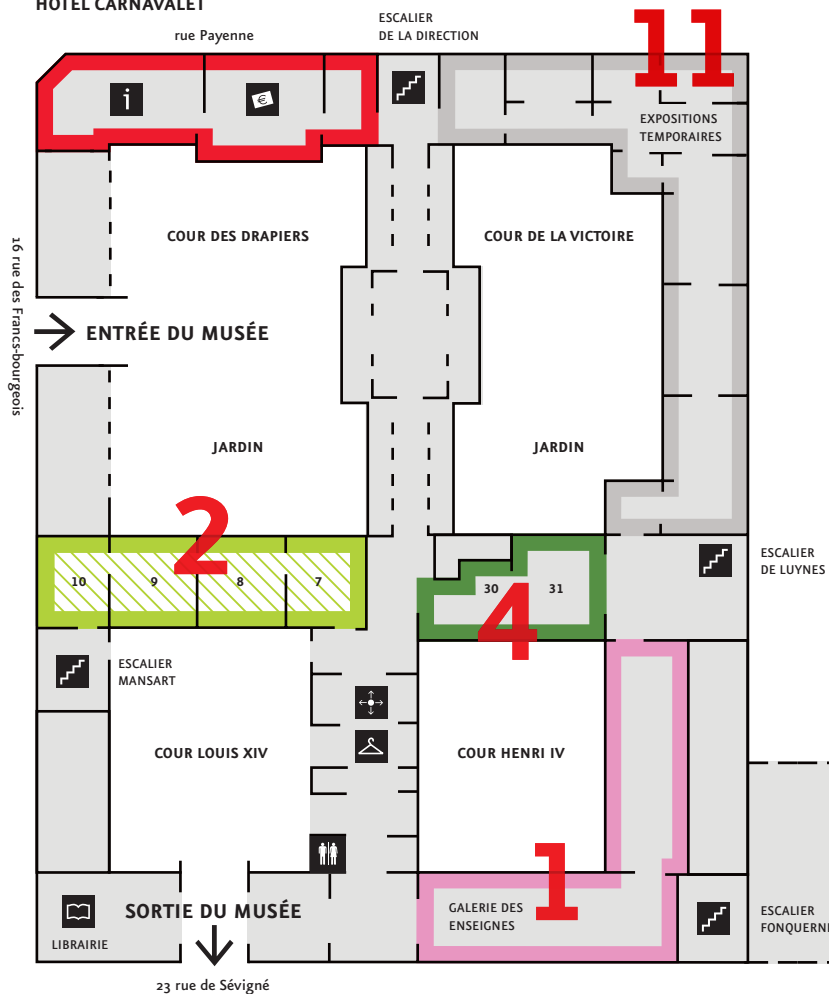 HÔTEL CARNAVALET
rue Payenne
ESCALIER
DE LA DIRECTION
11
i
€
EXPOSITIONS
TEMPORAIRES
COUR DES DRAPIERS
COUR DE LA VICTOIRE
16 rue des Francs-bourgeois
ENTRÉE DU MUSÉE
JARDIN
JARDIN
2
10
9
8
7
30
31
4
ESCALIER
DE LUYNES
ESCALIER
MANSART
COUR LOUIS XIV
COUR HENRI IV
1
GALERIE DES
ENSEIGNES
SORTIE DU MUSÉE
LIBRAIRIE
ESCALIER
23 rue de Sévigné